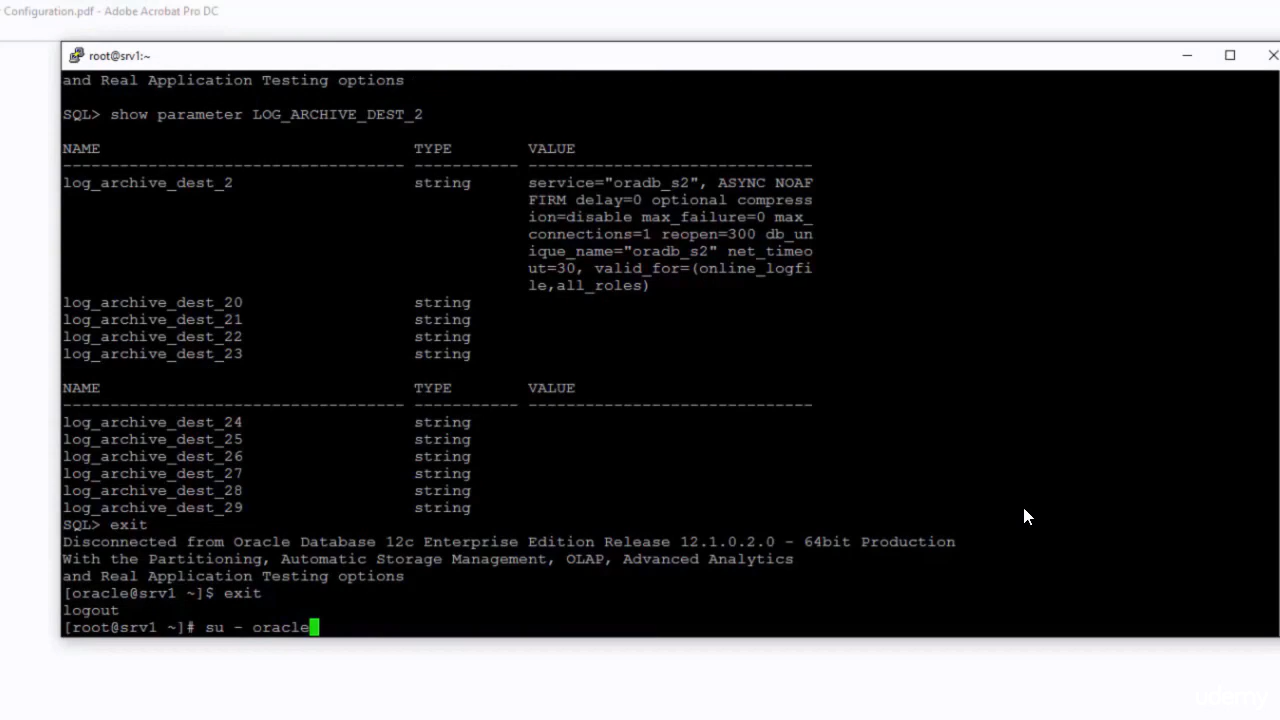 Configuration.pdf - Adobe Acrobat Pro DC
root@srv1:~
and Real Application Testing options
SQL> show parameter LOG_ARCHIVE_DEST_2
NAME TYPE VALUE
------------------------------------ ----------- ------------------------------
log_archive_dest_2 string service="oradb_s2", ASYNC NOAF
FIRM delay=0 optional compress
ion=disable max_failure=0 max_
connections=1 reopen=300 db_un
ique_name="oradb_s2" net_timeo
ut=30, valid_for=(online_logfi
le,all_roles)
log_archive_dest_20 string
log_archive_dest_21 string
log_archive_dest_22 string
log_archive_dest_23 string
NAME TYPE VALUE
------------------------------------ ----------- ------------------------------
log_archive_dest_24 string
log_archive_dest_25 string
log_archive_dest_26 string
log_archive_dest_27 string
log_archive_dest_28 string
log_archive_dest_29 string
SQL> exit
Disconnected from Oracle Database 12c Enterprise Edition Release 12.1.0.2.0 - 64bit Production
With the Partitioning, Automatic Storage Management, OLAP, Advanced Analytics
and Real Application Testing options
[oracle@srv1 ~]$ exit
logout
[root@srv1 ~]# su - oracle
udemy